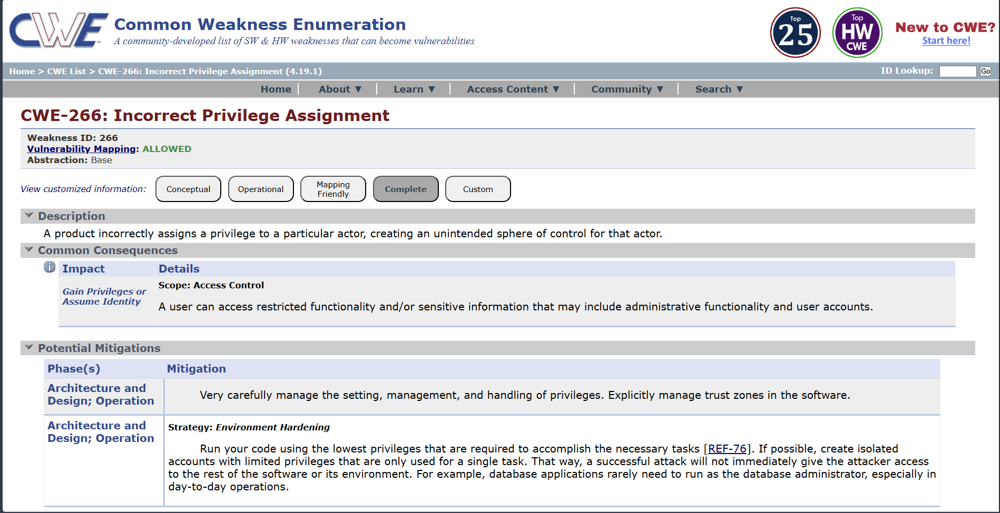 CWE
Common Weakness Enumeration
A community-developed list of SW & HW weaknesses that can become vulnerabilities
Top
25
Top
HW
CWE
New to CWE?
Start here!
Home > CWE List > CWE-266: Incorrect Privilege Assignment (4.19.1)
ID Lookup:
Go
Home
About ▼
Learn ▼
Access Content ▼
Community ▼
Search ▼
CWE-266: Incorrect Privilege Assignment
Weakness ID: 266
Vulnerability Mapping: ALLOWED
Abstraction: Base
View customized information:
Conceptual
Operational
Mapping
Friendly
Complete
Custom
Description
A product incorrectly assigns a privilege to a particular actor, creating an unintended sphere of control for that actor.
Common Consequences
i
Impact
Details
Gain Privileges or
Assume Identity
Scope: Access Control
A user can access restricted functionality and/or sensitive information that may include administrative functionality and user accounts.
Potential Mitigations
Phase(s)
Mitigation
Architecture and
Design; Operation
Very carefully manage the setting, management, and handling of privileges. Explicitly manage trust zones in the software.
Architecture and
Design; Operation
Strategy: Environment Hardening
Run your code using the lowest privileges that are required to accomplish the necessary tasks [REF-76]. If possible, create isolated
accounts with limited privileges that are only used for a single task. That way, a successful attack will not immediately give the attacker access
to the rest of the software or its environment. For example, database applications rarely need to run as the database administrator, especially in
day-to-day operations.